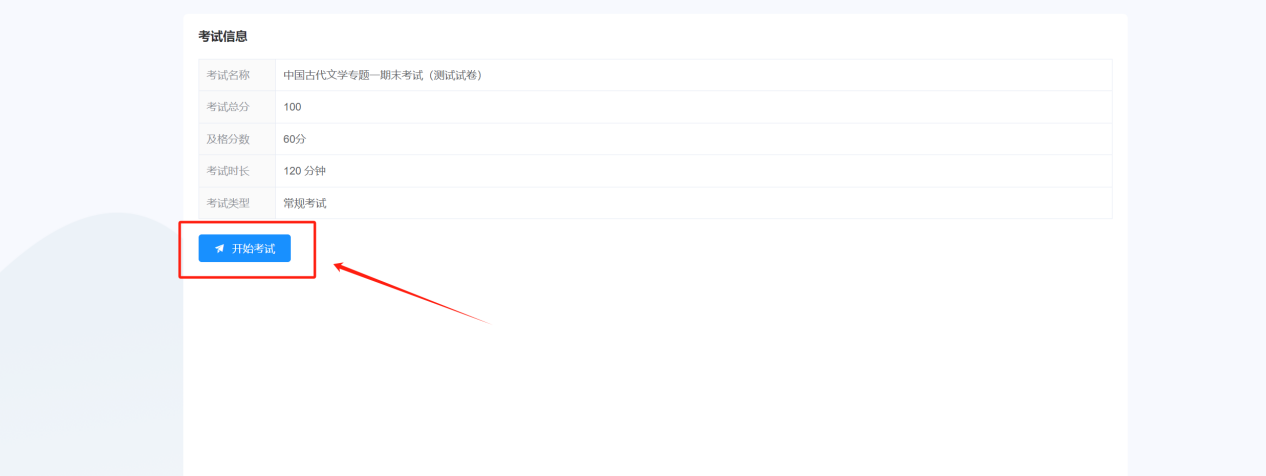 考试信息
考试名称 中国古代文学专题一期末考试（测试试卷）
考试总分 100
及格分数 60分
考试时长 120 分钟
考试类型 常规考试
开始考试